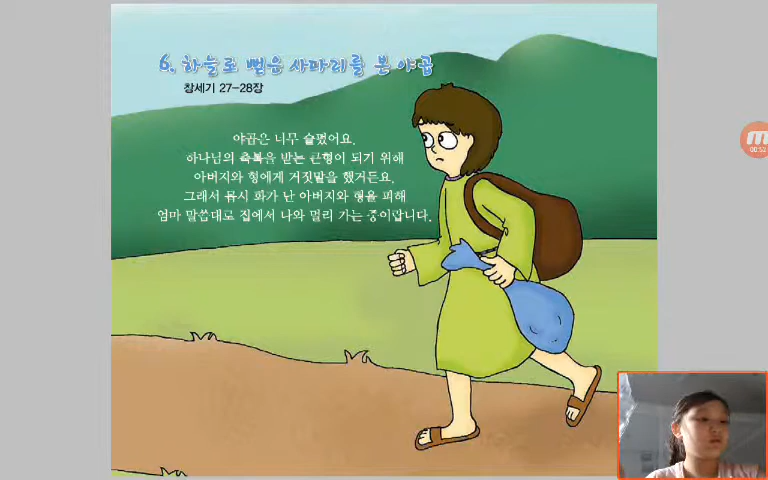 6. 하늘로 뻗은 사다리를 본 야곱
창세기 27-28장
야곱은 너무 슬펐어요.
하나님의 축복을 받는 큰형이 되기 위해
아버지와 형에게 거짓말을 했거든요.
그래서 몹시 화가 난 아버지와 형을 피해
엄마 말씀대로 집에서 나와 멀리 가는 중이랍니다.
00:52